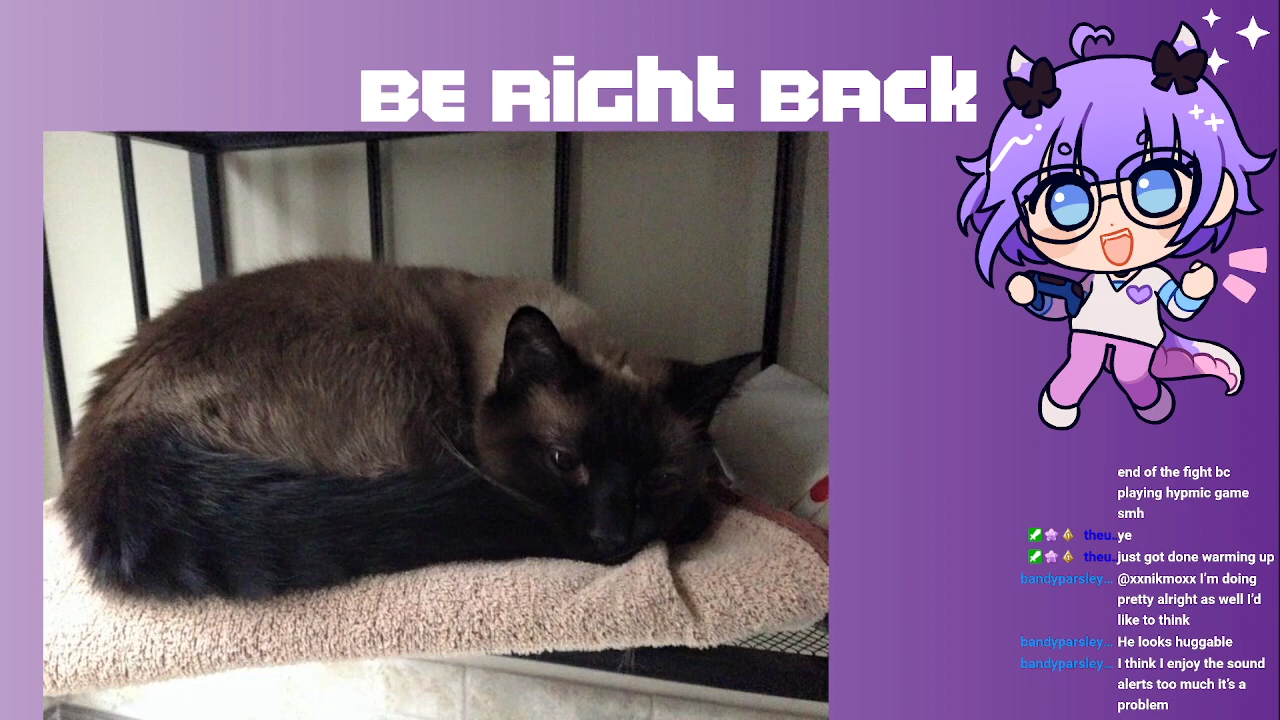 BE Right BACK
end of the fight bc
playing hypmic game
smh
theu... ye
theu... just got done warming up
bandyparsley... @xxnikmoxx I'm doing
pretty alright as well I'd
like to think
bandyparsley... He looks huggable
bandyparsley... I think I enjoy the sound
alerts too much it's a
problem